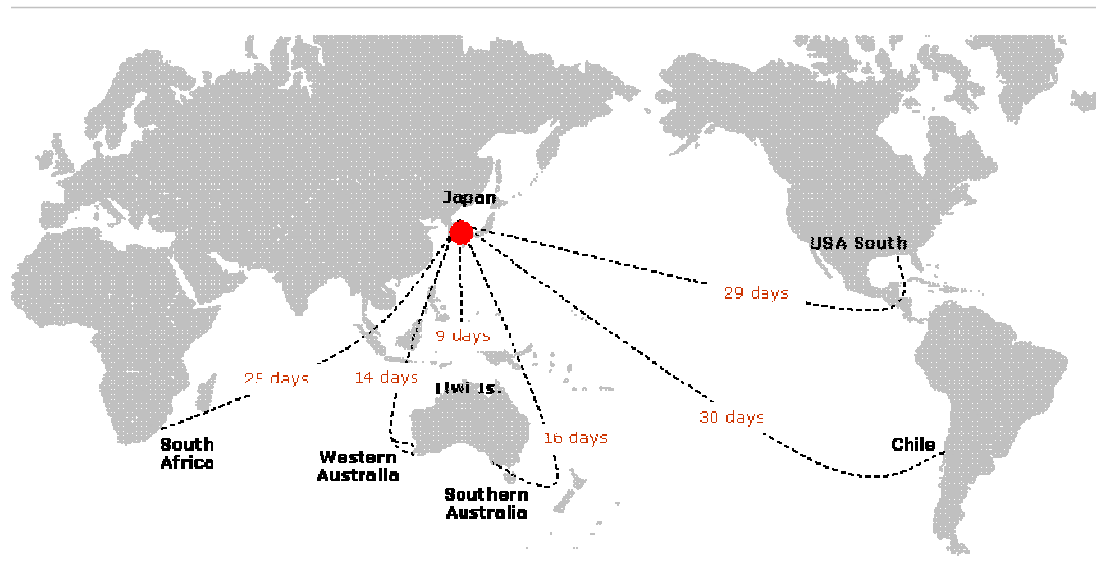 Japan
USA South
29 days
9 days
14 days
days
Is.
30 days
16 days
South
Africa
Western
Australia
Chile
Southern
Australia